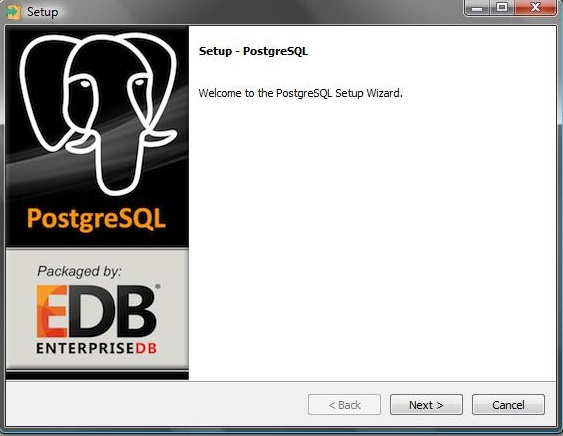 Setup
Setup - PostgreSQL
Welcome to the PostgreSQL Setup Wizard.
PostgreSQL
Packaged by:
EDB®
ENTERPRISEDB
< Back
Next >
Cancel